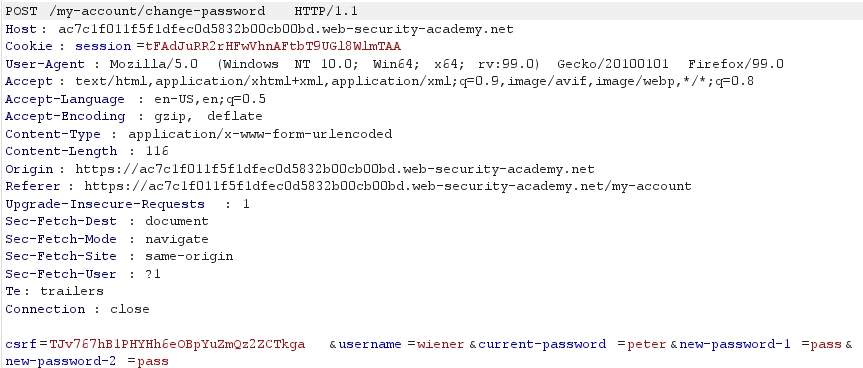 POST /my-account/change-password HTTP/1.1
Host: ac7c1f011f5f1dfec0d5832b00cb00bd.web-security-academy.net
Cookie: session=tFAdJuRR2rHFwVhnAFtbT9UGl8WlmTAA
User-Agent: Mozilla/5.0 (Windows NT 10.0; Win64; x64; rv:99.0) Gecko/20100101 Firefox/99.0
Accept: text/html,application/xhtml+xml,application/xml;q=0.9,image/avif,image/webp,*/*;q=0.8
Accept-Language: en-US,en;q=0.5
Accept-Encoding: gzip, deflate
Content-Type: application/x-www-form-urlencoded
Content-Length: 116
Origin: https://ac7c1f011f5f1dfec0d5832b00cb00bd.web-security-academy.net
Referer: https://ac7c1f011f5f1dfec0d5832b00cb00bd.web-security-academy.net/my-account
Upgrade-Insecure-Requests: 1
Sec-Fetch-Dest: document
Sec-Fetch-Mode: navigate
Sec-Fetch-Site: same-origin
Sec-Fetch-User: ?1
Te: trailers
Connection: close
csrf=TJv767hB1PHYHh6eOBpYuZmQz2ZCTkga&username=wiener&current-password=peter&new-password-1=pass&
new-password-2=pass